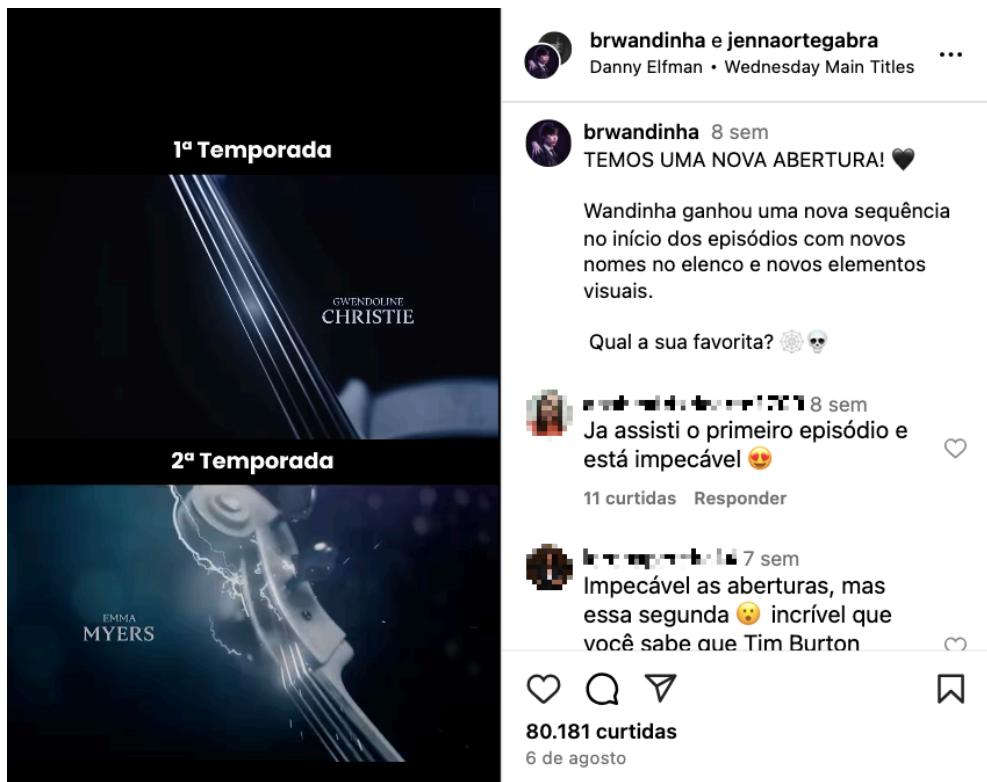 1ª Temporada
GWENDOLINE
CHRISTIE
2ª Temporada
EMMA
MYERS
brwandinha e jennaortegabra
Danny Elfman • Wednesday Main Titles
brwandinha 8 sem
TEMOS UMA NOVA ABERTURA! 🖤
Wandinha ganhou uma nova sequência
no início dos episódios com novos
nomes no elenco e novos elementos
visuais.
Qual a sua favorita? 🕸️💀
8 sem
Ja assisti o primeiro episódio e
está impecável 😍
11 curtidas Responder
7 sem
Impecável as aberturas, mas
essa segunda 😮 incrível que
você sabe que Tim Burton
80.181 curtidas
6 de agosto